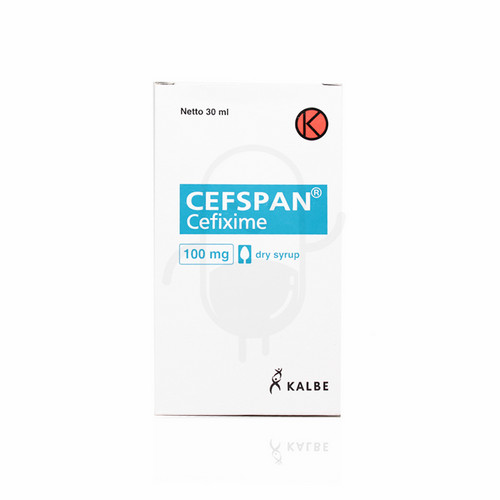 Netto 30 ml
K
CEFSPAN®
Cefixime
100 mg dry syrup
KALBE